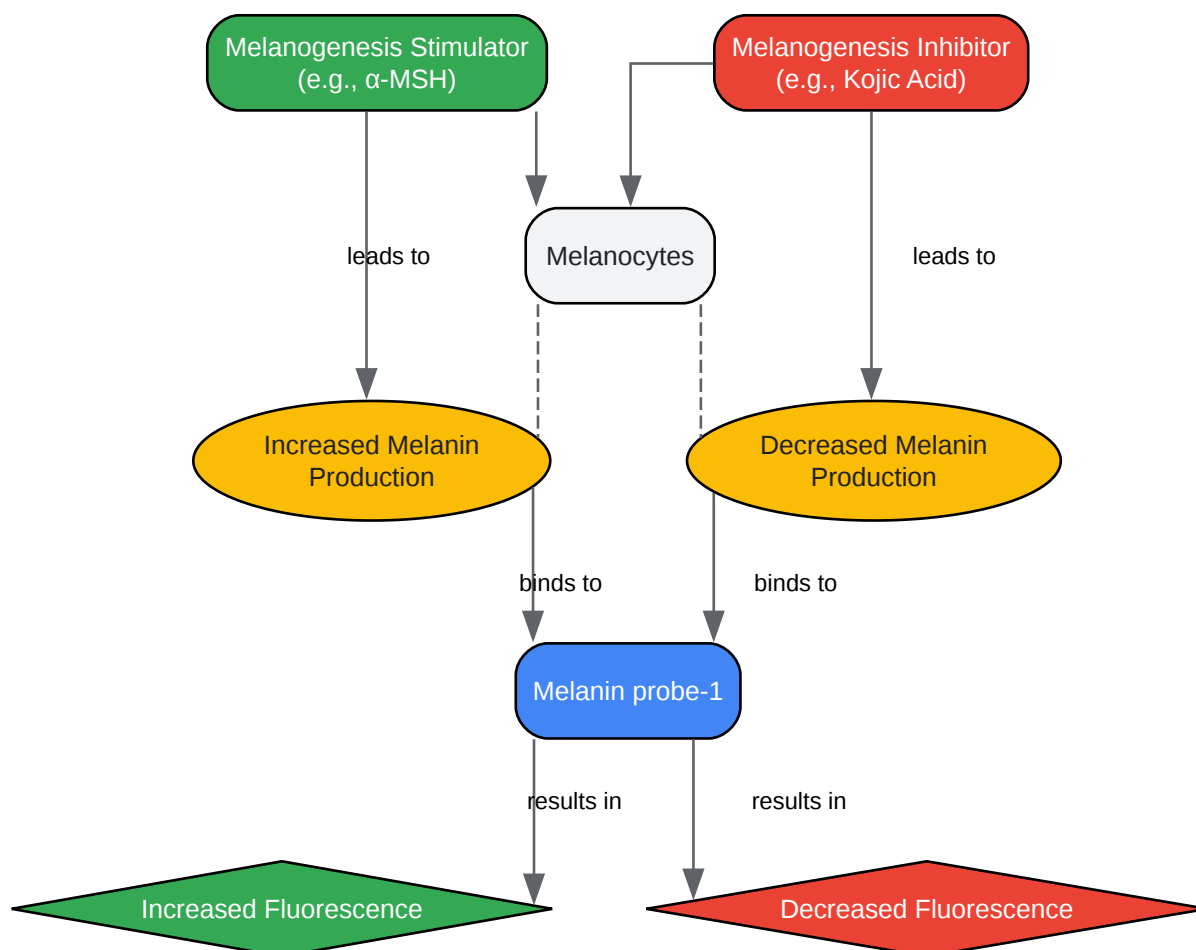 Melanogenesis Stimulator
(e.g., α-MSH)
Melanogenesis Inhibitor
(e.g., Kojic Acid)
leads to
Melanocytes
leads to
Increased Melanin
Production
Decreased Melanin
Production
binds to
binds to
Melanin probe-1
results in
results in
Increased Fluorescence
Decreased Fluorescence